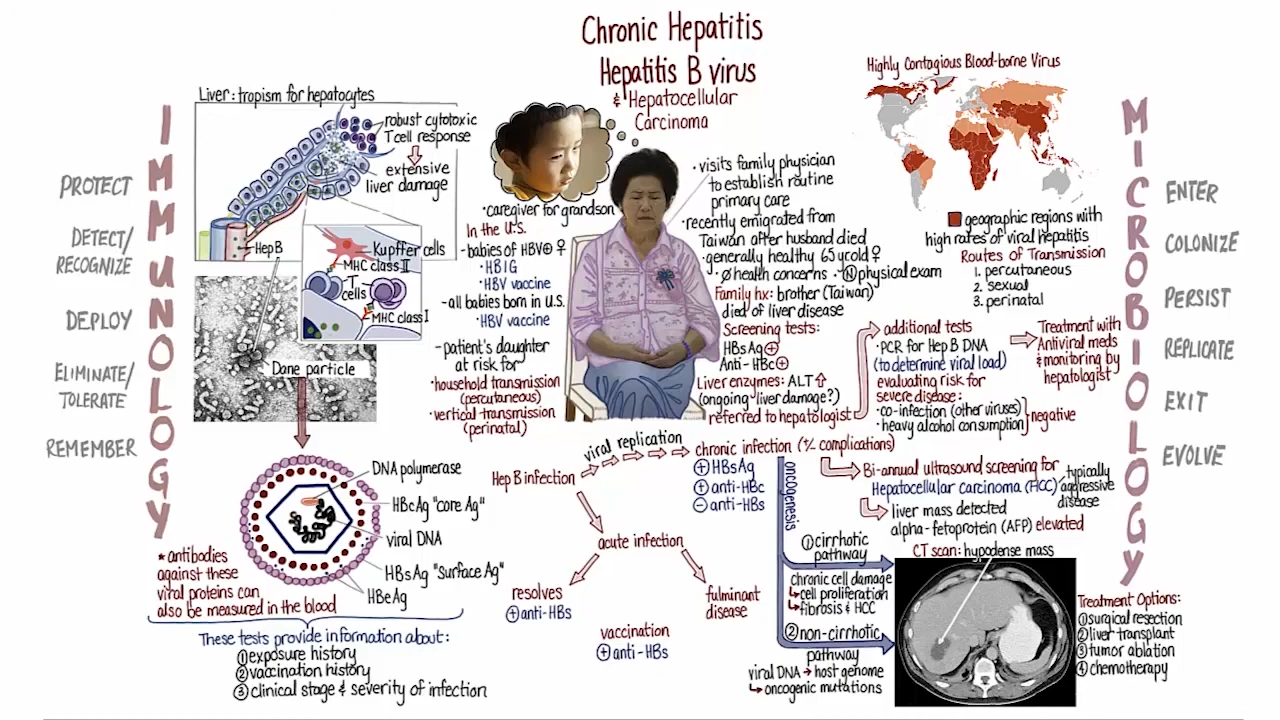 Chronic Hepatitis
Hepatitis B virus
& Hepatocellular
Carcinoma
IMMUNOLOGY
PROTECT
DETECT/
RECOGNIZE
DEPLOY
ELIMINATE/
TOLERATE
REMEMBER
Liver: tropism for hepatocytes
robust cytotoxic
T cell response
extensive
liver damage
Hep B
Kupffer cells
MHC class II
T
cells
MHC class I
Dane particle
DNA polymerase
HBcAg "core Ag"
viral DNA
HBsAg "Surface Ag"
HBeAg
* antibodies
against these
viral proteins can
also be measured in the blood
These tests provide information about:
① exposure history
② vaccination history
③ clinical stage & severity of infection
• caregiver for grandson
In the U.S.
- babies of HBV⊕ ♀
• HBIG
• HBV vaccine
- all babies born in U.S.
• HBV vaccine
- patient's daughter
at risk for
• household transmission
(percutaneous)
• vertical transmission
(perinatal)
• visits family physician
to establish routine
primary care
• recently emigrated from
Taiwan after husband died
• generally healthy 65 yr old ♀
• Ø health concerns • Ⓝ physical exam
Family hx: brother (Taiwan)
died of liver disease
Screening tests:
HBsAg ⊕
Anti-HBc ⊕
Liver enzymes: ALT ⇧
(ongoing liver damage?)
referred to hepatologist
additional tests
• PCR for Hep B DNA
(to determine viral load)
evaluating risk for
severe disease:
• co-infection (other viruses)
• heavy alcohol consumption
negative
Treatment with
Antiviral meds
& monitoring by
hepatologist
Highly Contagious Blood-borne Virus
geographic regions with
high rates of viral hepatitis
Routes of Transmission
1. percutaneous
2. sexual
3. perinatal
Hep B infection
viral replication
chronic infection (+/- complications)
⊕ HBsAg
⊕ anti-HBc
⊖ anti-HBs
acute infection
resolves
⊕ anti-HBs
fulminant
disease
vaccination
⊕ anti-HBs
oncogenesis
① cirrhotic
pathway
chronic cell damage
↳ cell proliferation
↳ fibrosis & HCC
② non-cirrhotic
pathway
viral DNA → host genome
↳ oncogenic mutations
Bi-annual ultrasound screening for
Hepatocellular carcinoma (HCC)
typically
aggressive
disease
liver mass detected
alpha-fetoprotein (AFP) elevated
CT scan: hypodense mass
Treatment Options:
① surgical resection
② liver transplant
③ tumor ablation
④ chemotherapy
MICROBIOLOGY
ENTER
COLONIZE
PERSIST
REPLICATE
EXIT
EVOLVE